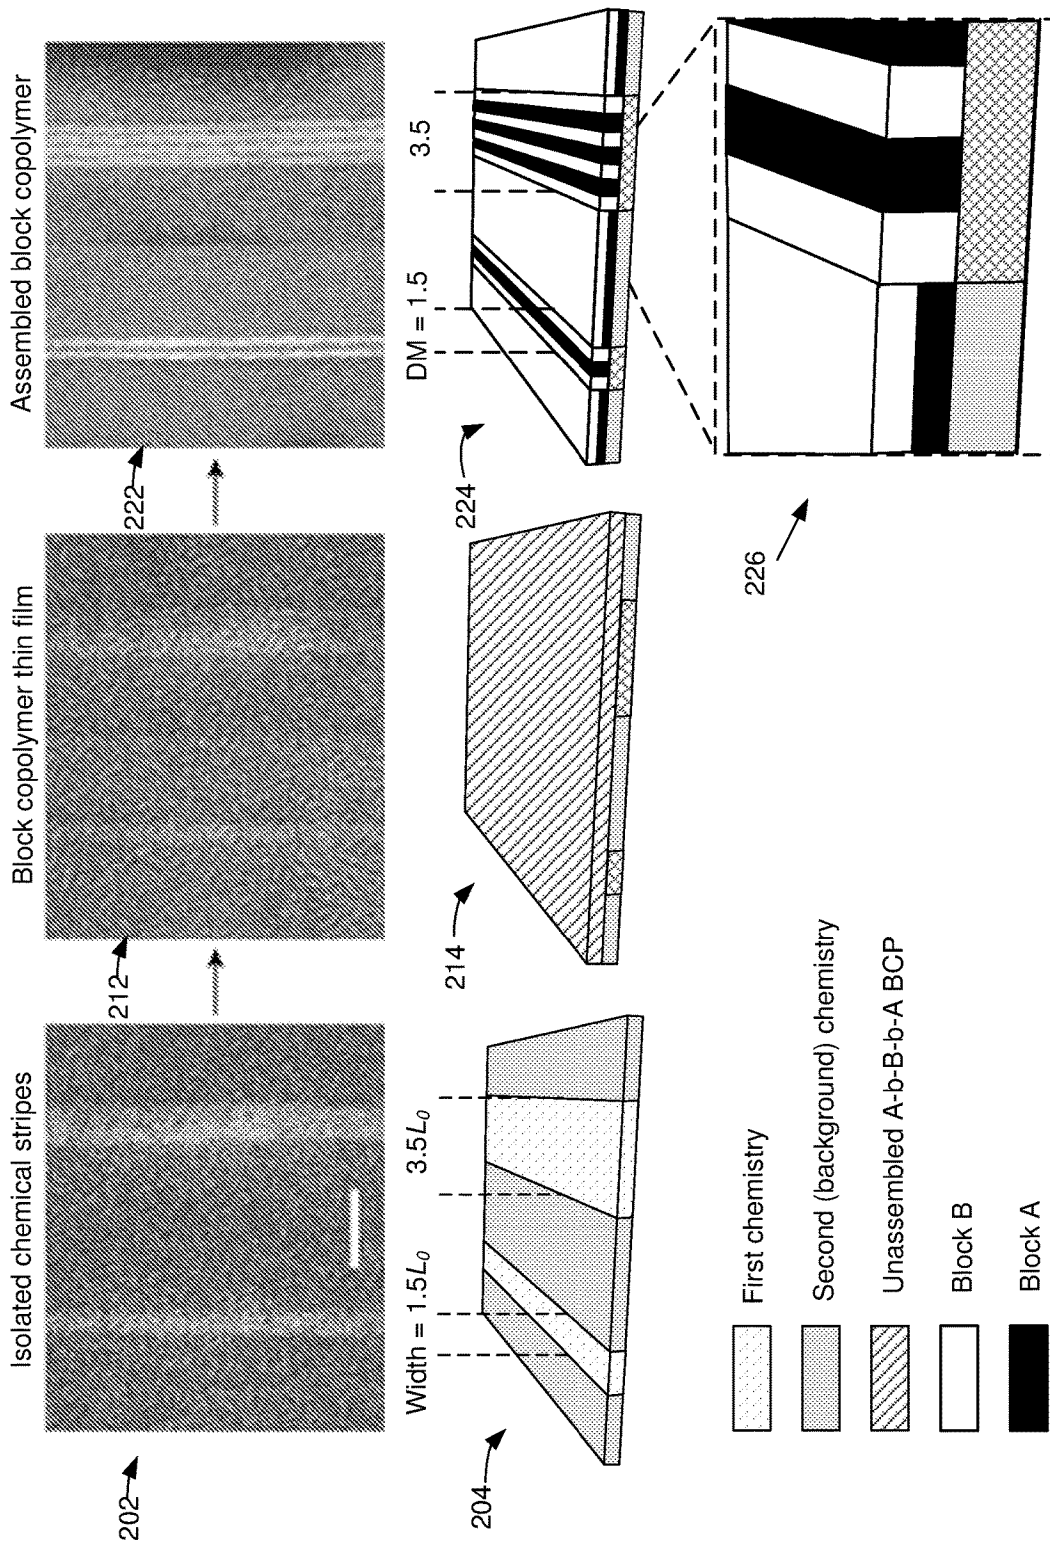 Isolated chemical stripes
Block copolymer thin film
Assembled block copolymer
202
212
222
Width = 1.5L0
3.5L0
DM = 1.5
3.5
204
214
224
226
First chemistry
Second (background) chemistry
Unassembled A-b-B-b-A BCP
Block B
Block A